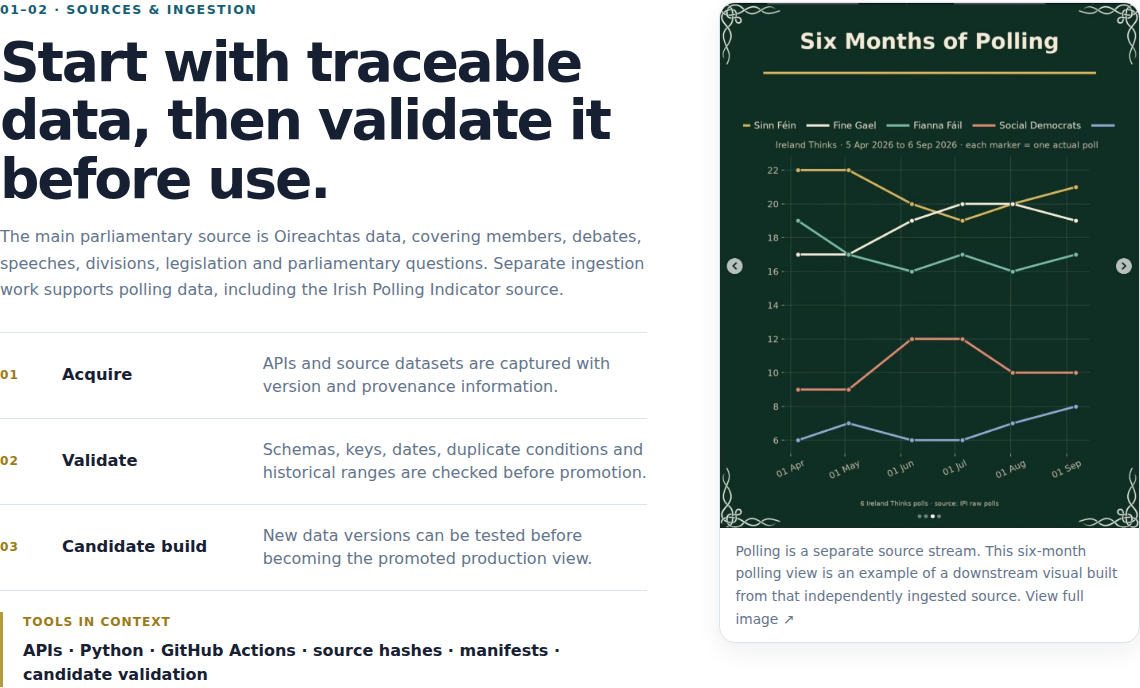 01–02 · SOURCES & INGESTION
Start with traceable
data, then validate it
before use.
The main parliamentary source is Oireachtas data, covering members, debates,
speeches, divisions, legislation and parliamentary questions. Separate ingestion
work supports polling data, including the Irish Polling Indicator source.
01 Acquire APIs and source datasets are captured with
version and provenance information.
02 Validate Schemas, keys, dates, duplicate conditions and
historical ranges are checked before promotion.
03 Candidate build New data versions can be tested before
becoming the promoted production view.
TOOLS IN CONTEXT
APIs · Python · GitHub Actions · source hashes · manifests ·
candidate validation
Six Months of Polling
Sinn Féin Fine Gael Fianna Fáil Social Democrats
Ireland Thinks · 5 Apr 2026 to 6 Sep 2026 · each marker = one actual poll
22
20
18
16
14
12
10
8
6
01 Apr 01 May 01 Jun 01 Jul 01 Aug 01 Sep
6 Ireland Thinks polls · source: IPI raw polls
Polling is a separate source stream. This six-month
polling view is an example of a downstream visual built
from that independently ingested source. View full
image ↗